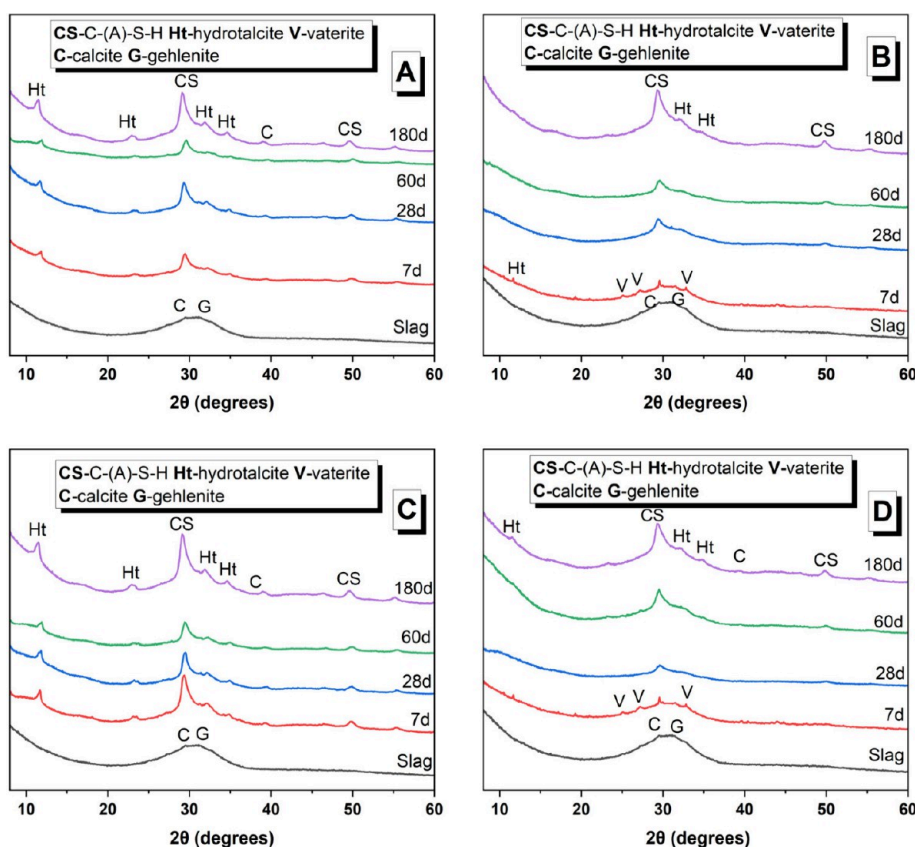 CS-C-(A)-S-H Ht-hydrotalcite V-vaterite
C-calcite G-gehlenite
A
CS
Ht
Ht
Ht
Ht
C
CS
180d
60d
28d
7d
C G
Slag
10 20 30 40 50 60
2θ (degrees)
CS-C-(A)-S-H Ht-hydrotalcite V-vaterite
C-calcite G-gehlenite
B
CS
Ht
Ht
CS
180d
60d
28d
Ht
V
V
V
7d
C G
Slag
10 20 30 40 50 60
2θ (degrees)
CS-C-(A)-S-H Ht-hydrotalcite V-vaterite
C-calcite G-gehlenite
C
CS
Ht
Ht
Ht
Ht
C
CS
180d
60d
28d
7d
C G
Slag
10 20 30 40 50 60
2θ (degrees)
CS-C-(A)-S-H Ht-hydrotalcite V-vaterite
C-calcite G-gehlenite
D
CS
Ht
Ht
Ht
C
CS
180d
60d
28d
V
V
V
7d
C G
Slag
10 20 30 40 50 60
2θ (degrees)